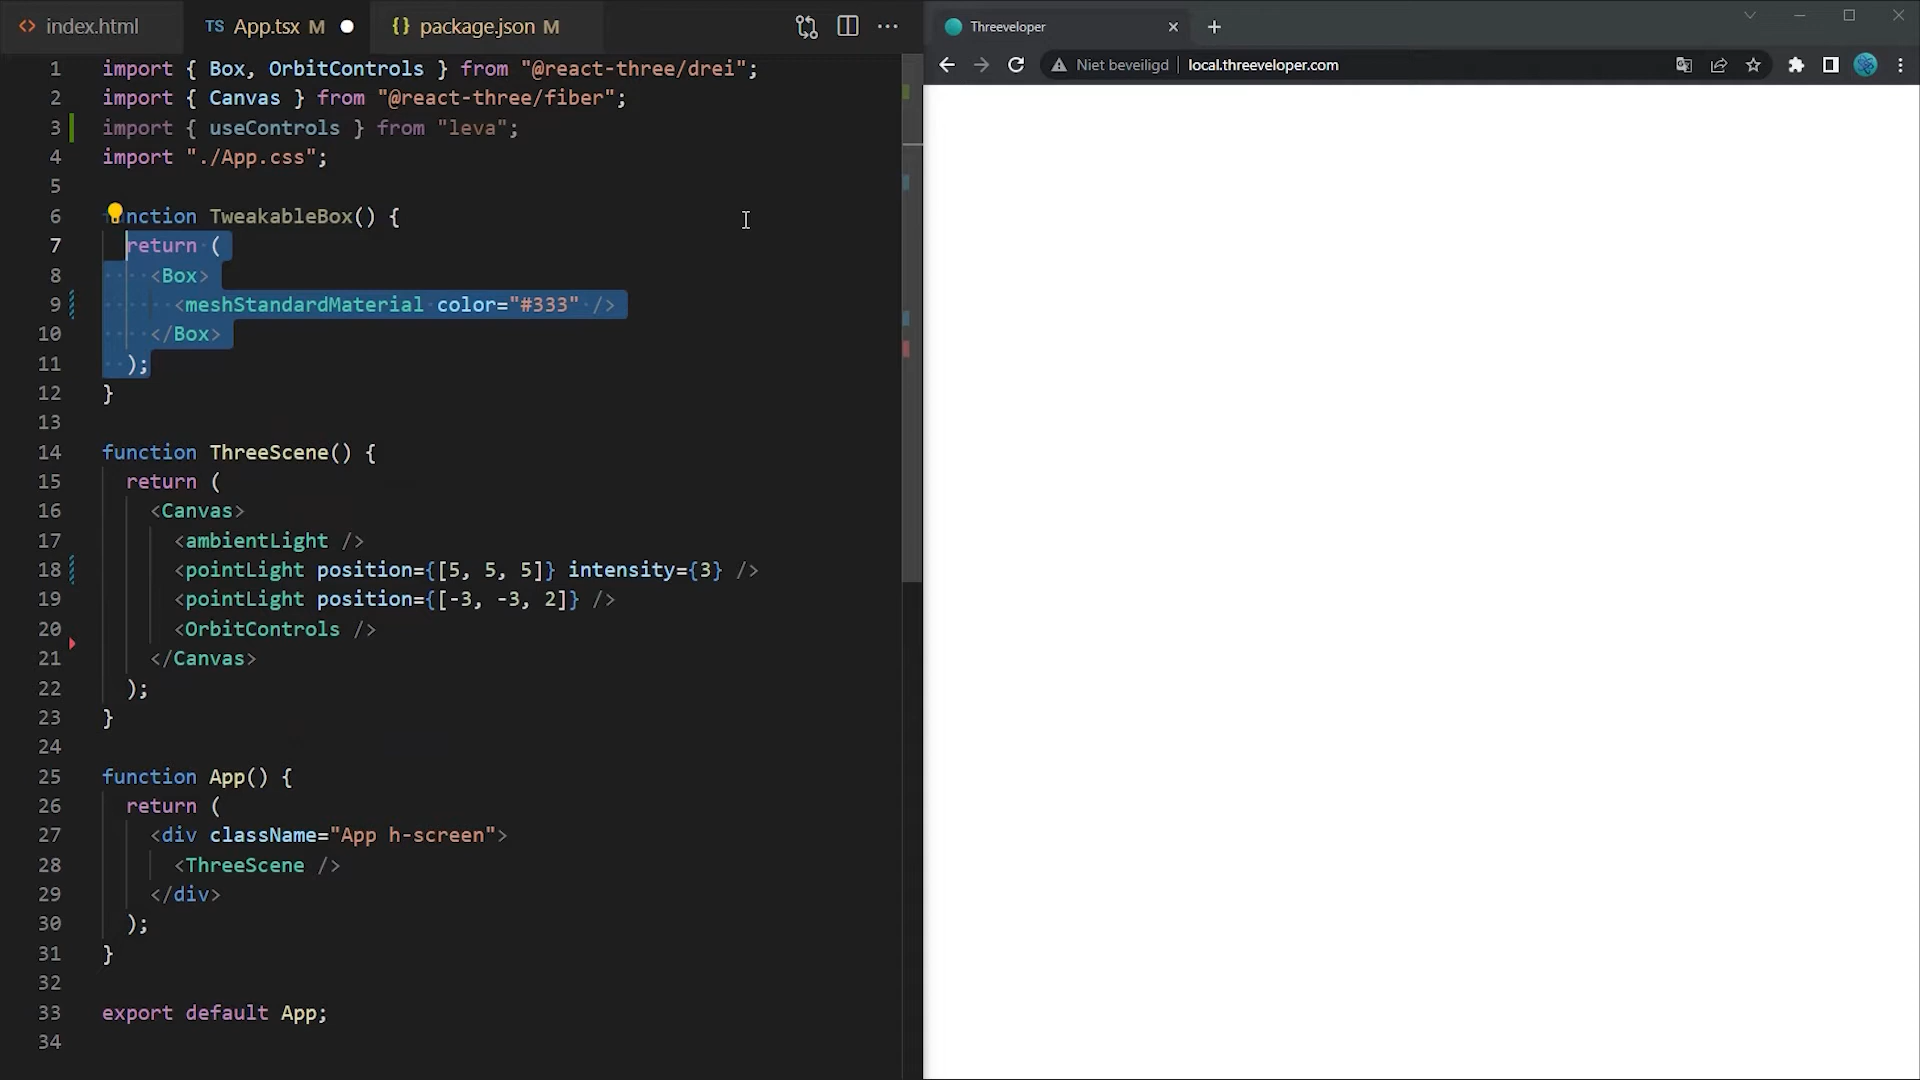 index.html
TS App.tsx M
{} package.json M
Threeveloper
Niet beveiligd local.threeveloper.com
1 import { Box, OrbitControls } from "@react-three/drei";
2 import { Canvas } from "@react-three/fiber";
3 import { useControls } from "leva";
4 import "./App.css";
5
6 function TweakableBox() {
7 return (
8 <Box>
9 <meshStandardMaterial color="#333" />
10 </Box>
11 );
12 }
13
14 function ThreeScene() {
15 return (
16 <Canvas>
17 <ambientLight />
18 <pointLight position={[5, 5, 5]} intensity={3} />
19 <pointLight position={[-3, -3, 2]} />
20 <OrbitControls />
21 </Canvas>
22 );
23 }
24
25 function App() {
26 return (
27 <div className="App h-screen">
28 <ThreeScene />
29 </div>
30 );
31 }
32
33 export default App;
34